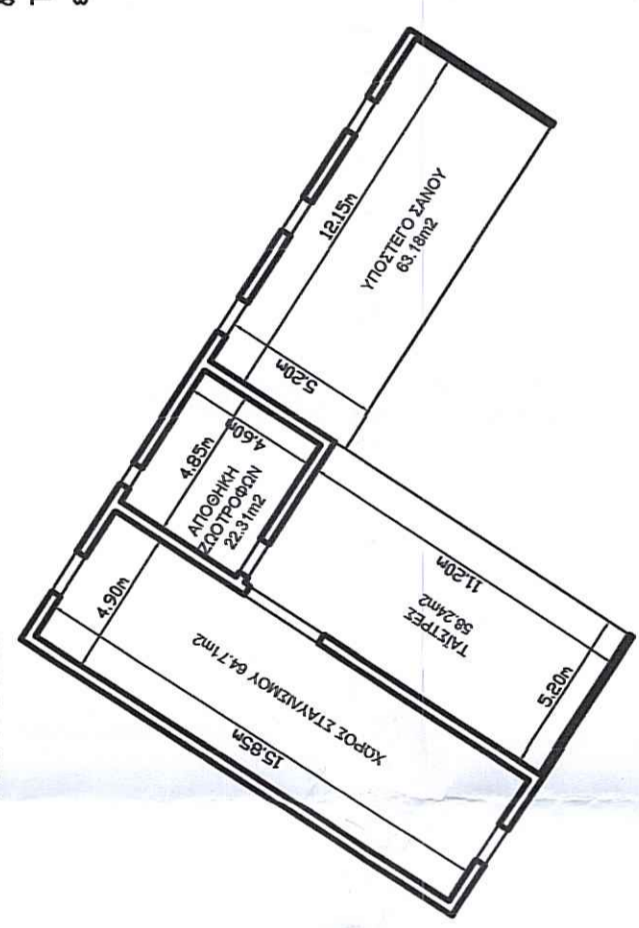 12.15m
ΥΠΟΣΤΕΓΟ ΣΑΝΟΥ
63.18m2
5.20m
4.60m
4.85m
ΑΠΟΘΗΚΗ
ΖΩΟΤΡΟΦΩΝ
22.31m2
4.90m
11.20m
ΤΑΪΣΤΡΕΣ
58.24m2
5.20m
ΧΩΡΟΣ ΣΤΑΥΛΙΣΜΟΥ 64.71m2
15.85m